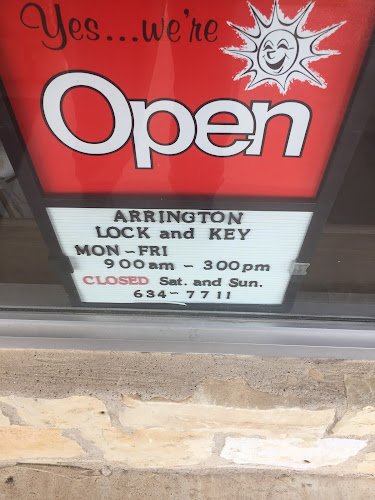 Yes...we're
Open
ARRINGTON
LOCK and KEY
MON-FRI
900am - 300pm
CLOSED Sat. and Sun.
634-7711